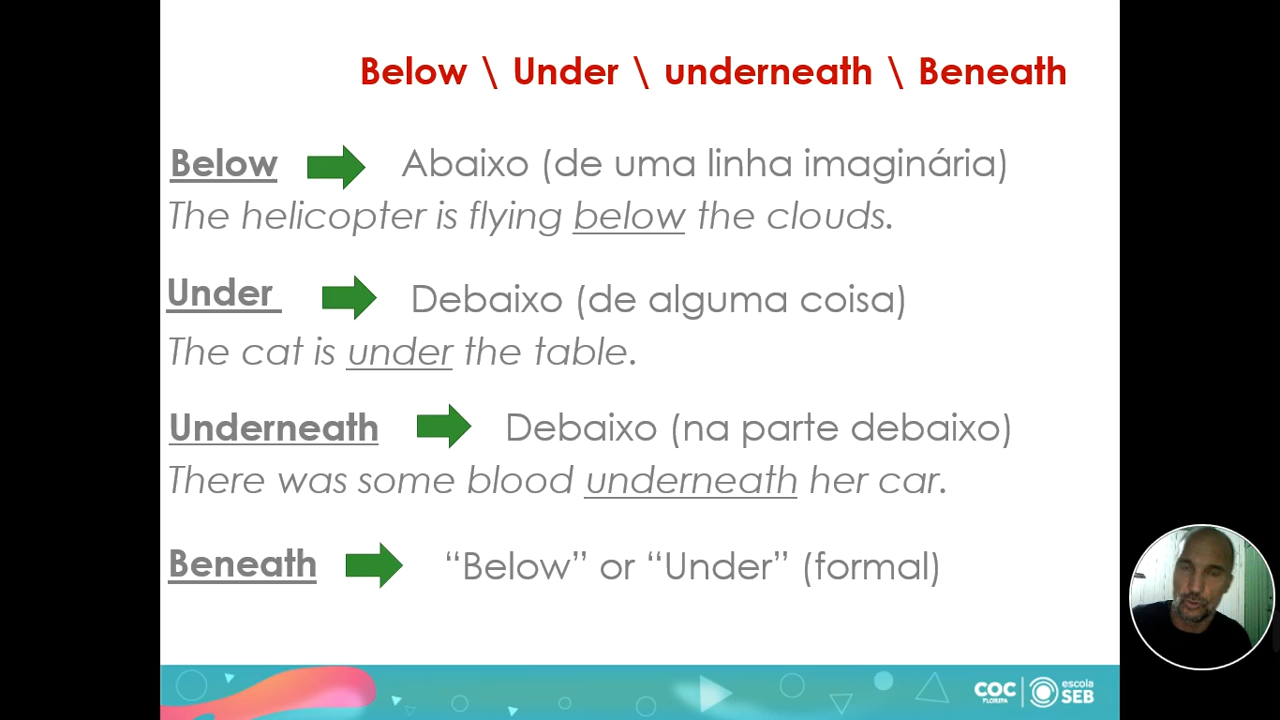 Below \ Under \ underneath \ Beneath
Below Abaixo (de uma linha imaginária)
The helicopter is flying below the clouds.
Under Debaixo (de alguma coisa)
The cat is under the table.
Underneath Debaixo (na parte debaixo)
There was some blood underneath her car.
Beneath “Below” or “Under” (formal)
COC
FLORIPA
escola
SEB